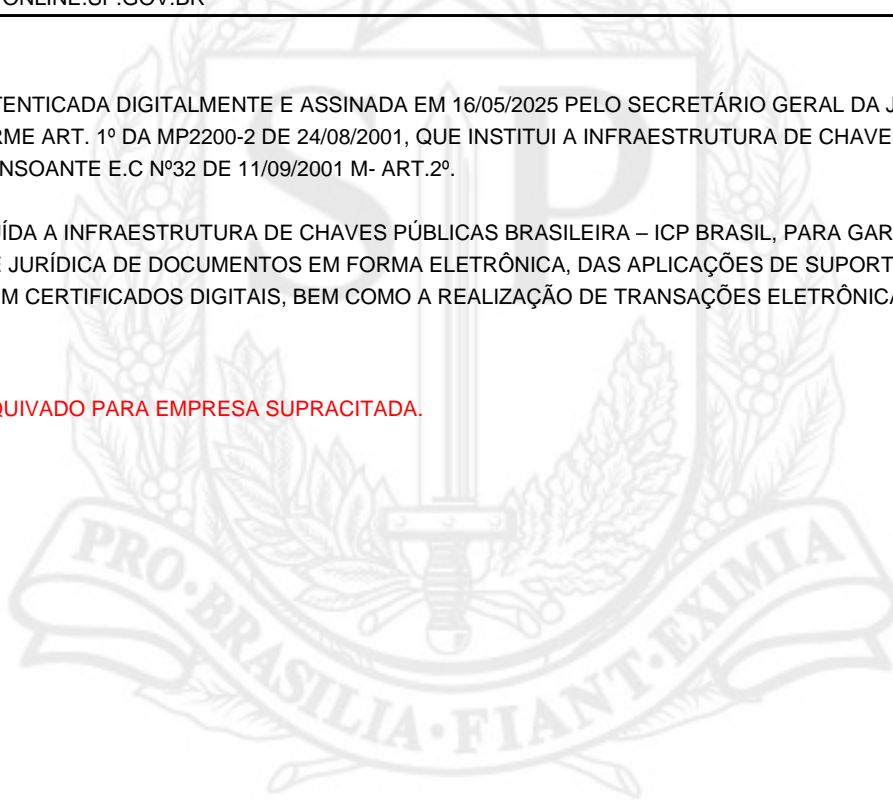 ONLINE.SP.GOV.BR
TENTICADA DIGITALMENTE E ASSINADA EM 16/05/2025 PELO SECRETÁRIO GERAL DA J
RME ART. 1º DA MP2200-2 DE 24/08/2001, QUE INSTITUI A INFRAESTRUTURA DE CHAVE
NSOANTE E.C Nº32 DE 11/09/2001 M- ART.2º.
ÍDA A INFRAESTRUTURA DE CHAVES PÚBLICAS BRASILEIRA – ICP BRASIL, PARA GAR
E JURÍDICA DE DOCUMENTOS EM FORMA ELETRÔNICA, DAS APLICAÇÕES DE SUPORT
M CERTIFICADOS DIGITAIS, BEM COMO A REALIZAÇÃO DE TRANSAÇÕES ELETRÔNICA
QUIVADO PARA EMPRESA SUPRACITADA.
SP
PRO·BRASILIA·FIANT·EXIMIA